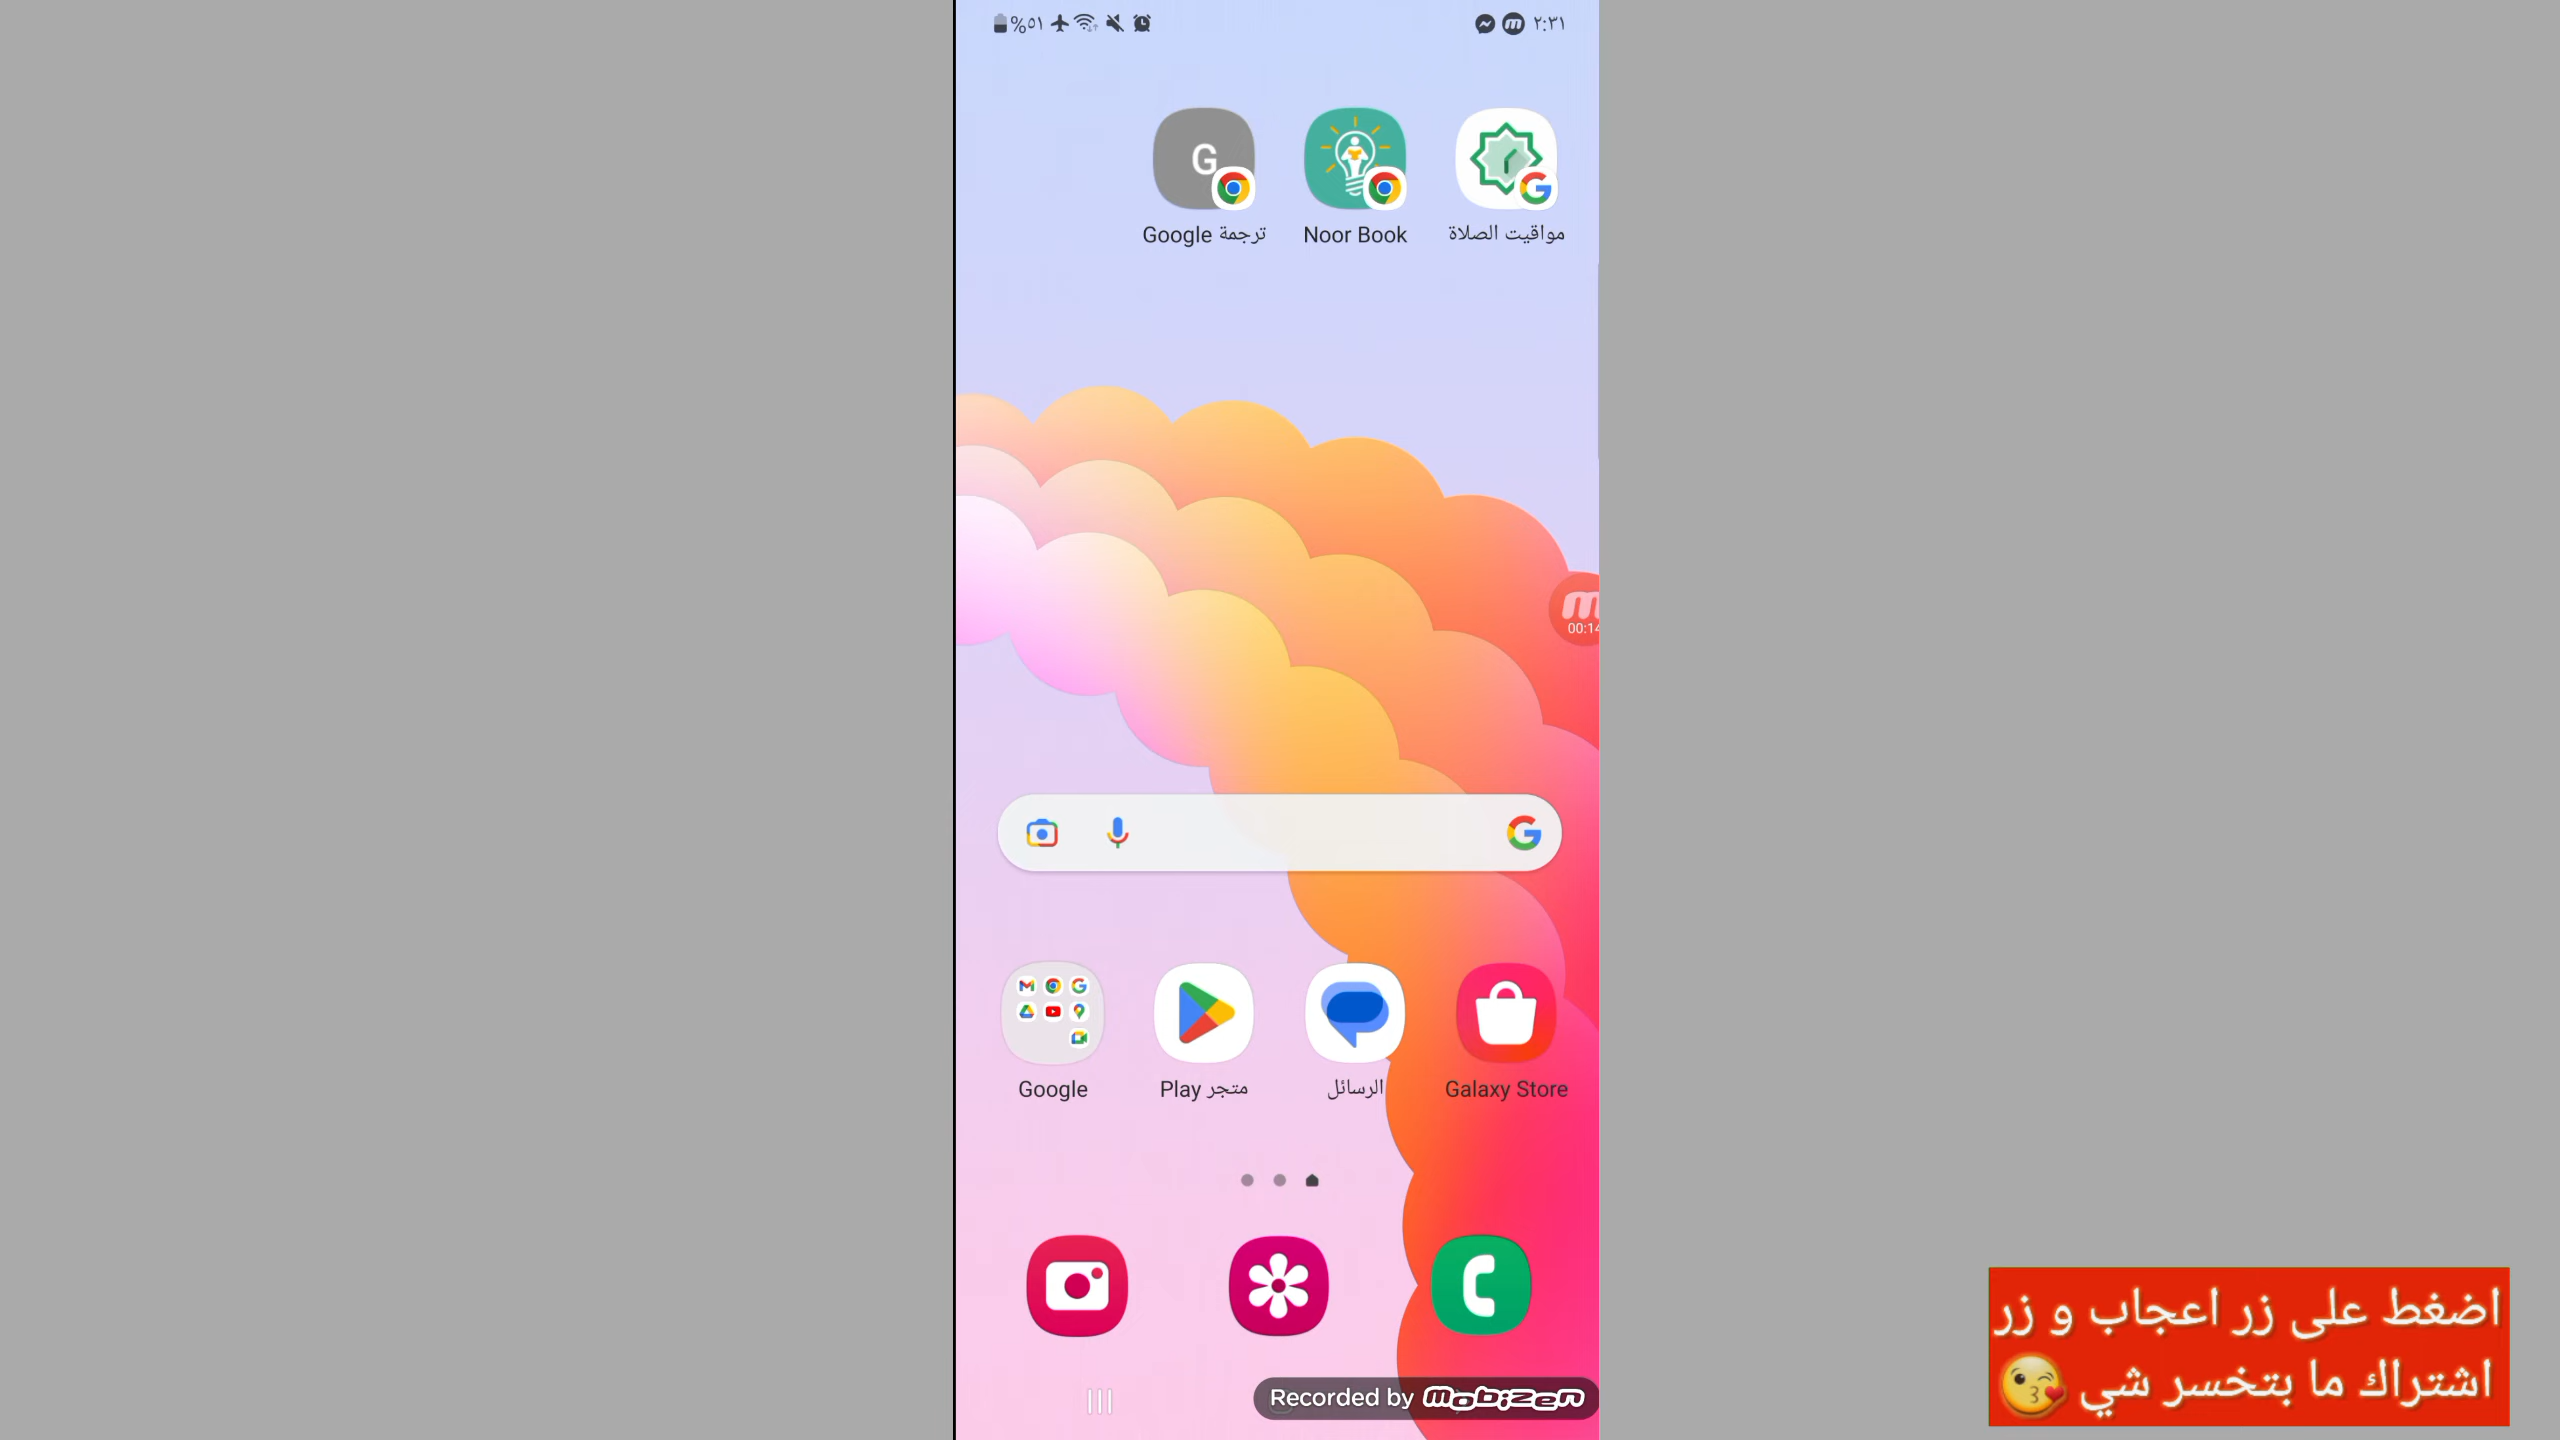 %٥١
٢:٣١
ترجمة Google
Noor Book
مواقيت الصلاة
00:14
Google
متجر Play
الرسائل
Galaxy Store
Recorded by Mobizen
اضغط على زر اعجاب و زر
اشتراك ما بتخسر شي